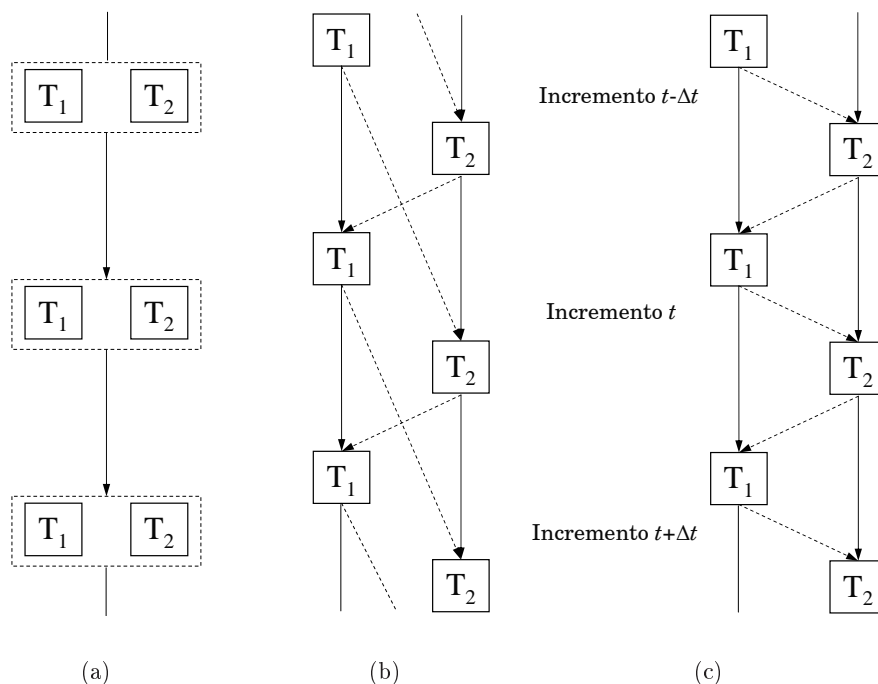 T1 T2
T1 T2
T1 T2
(a)
T1
T2
T1
T2
T1
T2
(b)
T1
Incremento t-Δt
T2
T1
Incremento t
T2
T1
Incremento t+Δt
T2
(c)